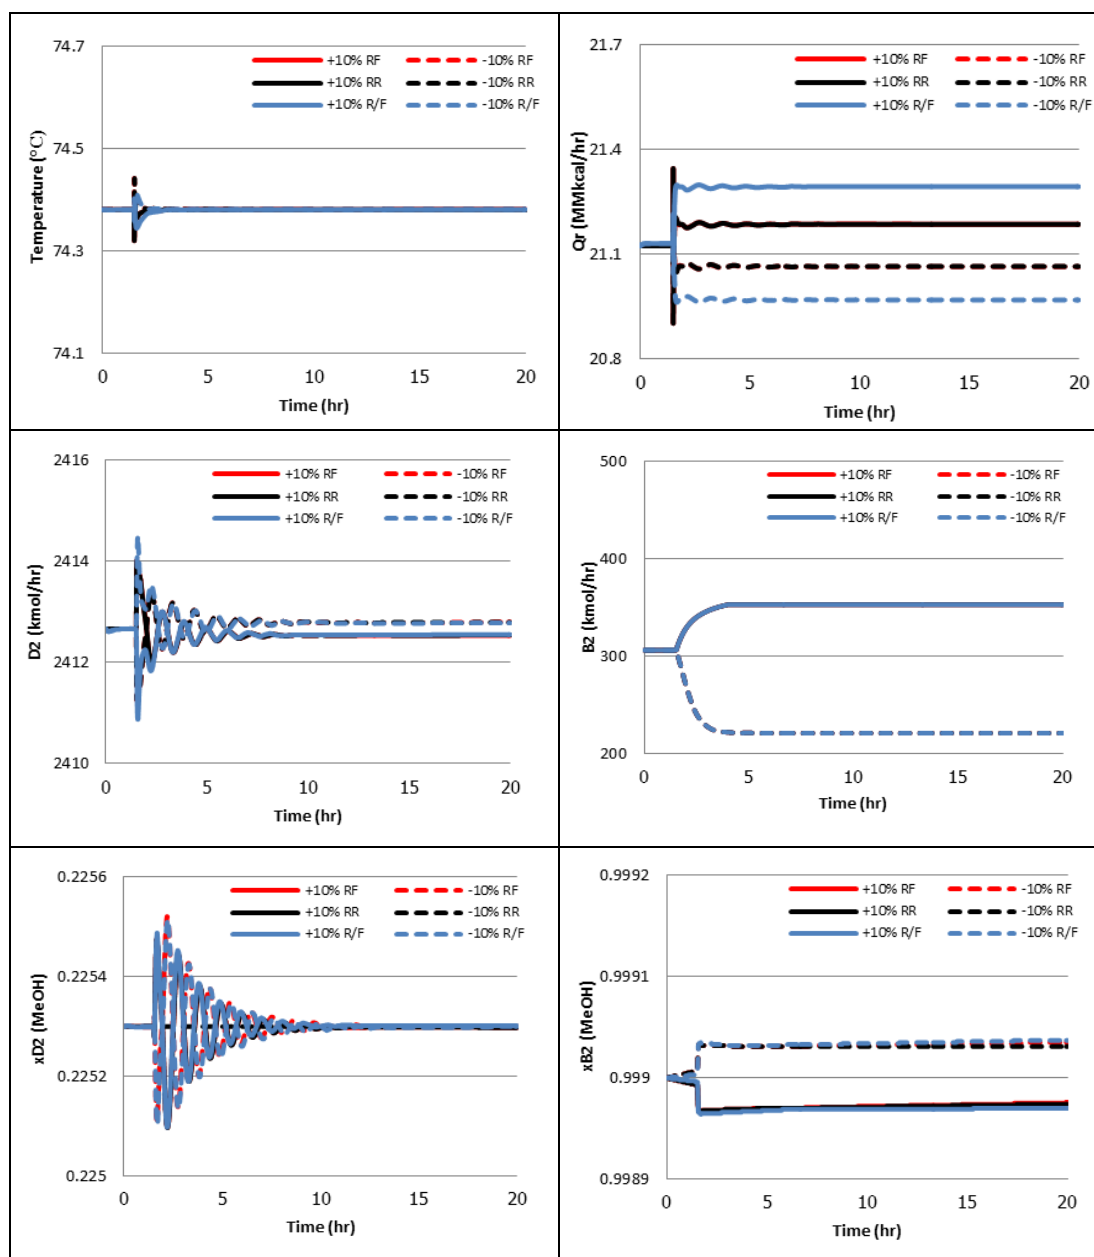 74.7
74.5
74.3
74.1
Temperature (°C)
+10% RF
-10% RF
+10% RR
-10% RR
+10% R/F
-10% R/F
0
5
10
15
20
Time (hr)
21.7
21.4
21.1
20.8
Qr (MMkcal/hr)
+10% RF
-10% RF
+10% RR
-10% RR
+10% R/F
-10% R/F
0
5
10
15
20
Time (hr)
2416
2414
2412
2410
D2 (kmol/hr)
+10% RF
-10% RF
+10% RR
-10% RR
+10% R/F
-10% R/F
0
5
10
15
20
Time (hr)
500
400
300
200
B2 (kmol/hr)
+10% RF
-10% RF
+10% RR
-10% RR
+10% R/F
-10% R/F
0
5
10
15
20
Time (hr)
0.2256
0.2254
0.2252
0.225
xD2 (MeOH)
+10% RF
-10% RF
+10% RR
-10% RR
+10% R/F
-10% R/F
0
5
10
15
20
Time (hr)
0.9992
0.9991
0.999
0.9989
xB2 (MeOH)
+10% RF
-10% RF
+10% RR
-10% RR
+10% R/F
-10% R/F
0
5
10
15
20
Time (hr)